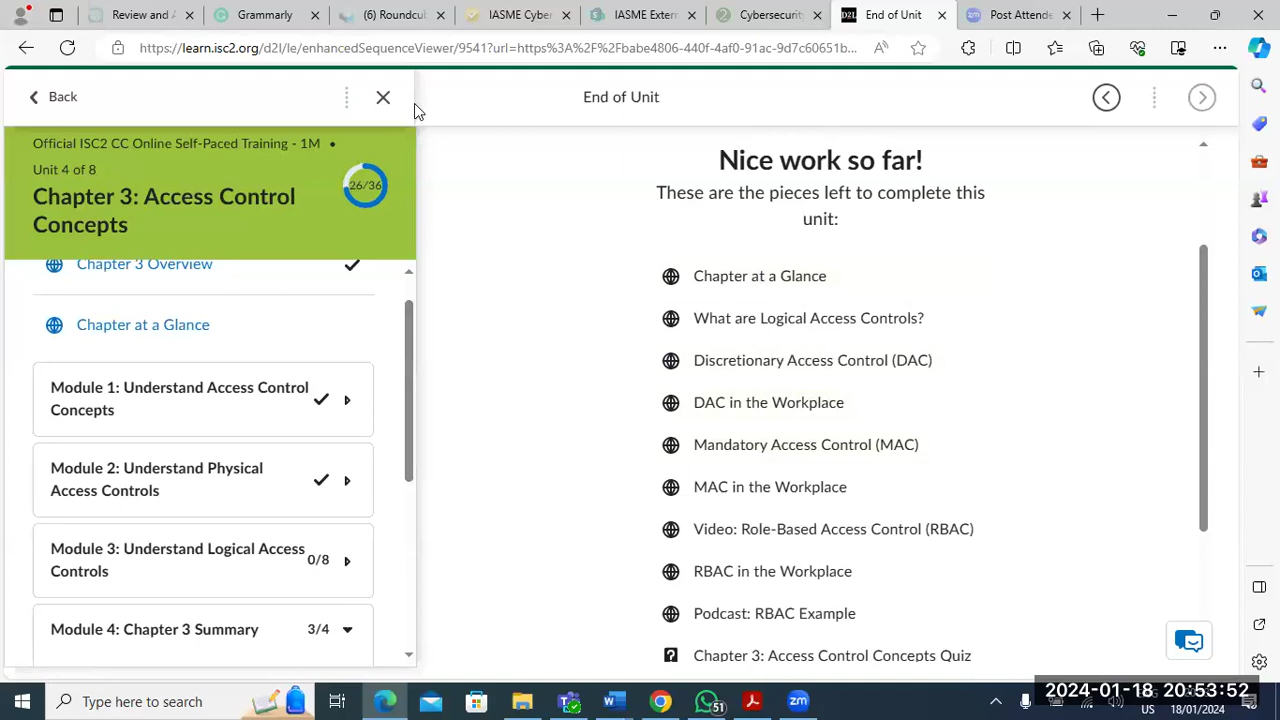 Reviewnd A
Grammarly
(6) Roundcub
IASME Cyber
IASME Exter
Cybersecurity
D2L
End of Unit
Post Attende
https://learn.isc2.org/d2l/le/enhancedSequenceViewer/9541?url=https%3A%2F%2Fbabe4806-440f-4af0-91ac-9d7c60651b...
Back
End of Unit
Official ISC2 CC Online Self-Paced Training - 1M •
Unit 4 of 8
Chapter 3: Access Control
Concepts
26/36
Chapter 3 Overview
Chapter at a Glance
Module 1: Understand Access Control
Concepts
Module 2: Understand Physical
Access Controls
Module 3: Understand Logical Access
Controls
0/8
Module 4: Chapter 3 Summary
3/4
Nice work so far!
These are the pieces left to complete this
unit:
Chapter at a Glance
What are Logical Access Controls?
Discretionary Access Control (DAC)
DAC in the Workplace
Mandatory Access Control (MAC)
MAC in the Workplace
Video: Role-Based Access Control (RBAC)
RBAC in the Workplace
Podcast: RBAC Example
Chapter 3: Access Control Concepts Quiz
Type here to search
51
zm
2024-01-18 20:53:52
US
18/01/2024